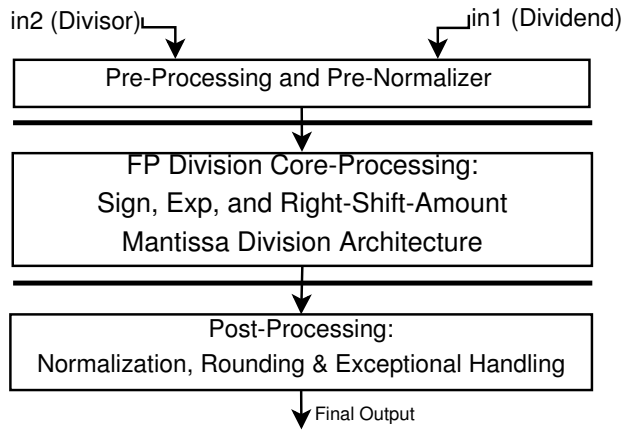 in2 (Divisor)
in1 (Dividend)
Pre-Processing and Pre-Normalizer
FP Division Core-Processing:
Sign, Exp, and Right-Shift-Amount
Mantissa Division Architecture
Post-Processing:
Normalization, Rounding & Exceptional Handling
Final Output